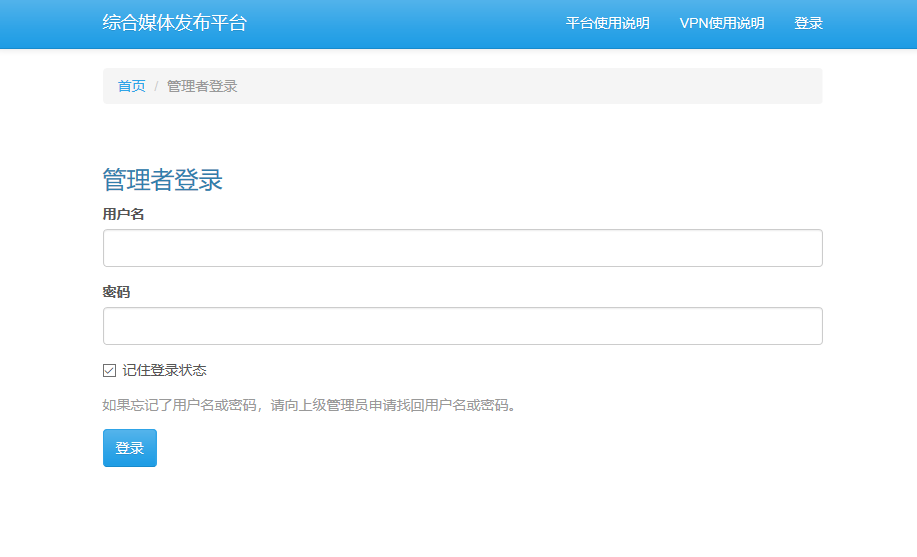 综合媒体发布平台 平台使用说明 VPN使用说明 登录
首页 / 管理者登录
管理者登录
用户名
密码
记住登录状态
如果忘记了用户名或密码，请向上级管理员申请找回用户名或密码。
登录